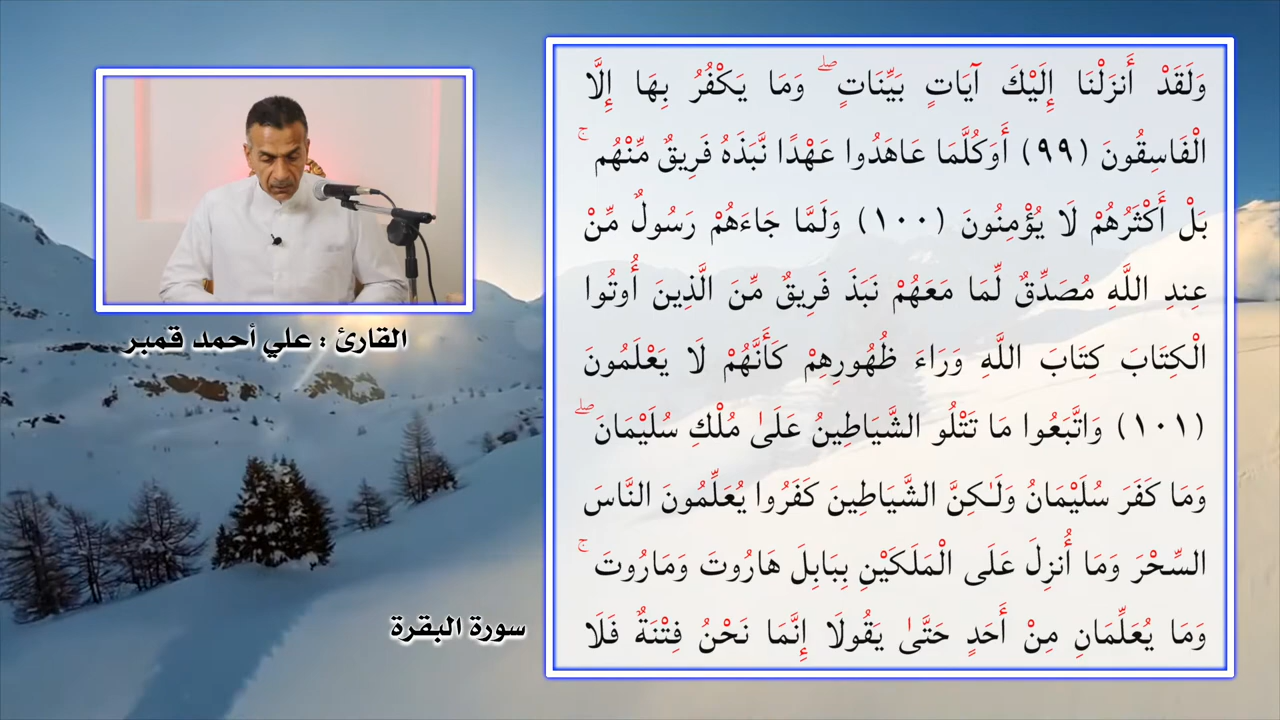 وَلَقَدْ أَنزَلْنَا إِلَيْكَ آيَاتٍ بَيِّنَاتٍ ۖ وَمَا يَكْفُرُ بِهَا إِلَّا
الْفَاسِقُونَ (٩٩) أَوَكُلَّمَا عَاهَدُوا عَهْدًا نَّبَذَهُ فَرِيقٌ مِّنْهُم ۚ
بَلْ أَكْثَرُهُمْ لَا يُؤْمِنُونَ (١٠٠) وَلَمَّا جَاءَهُمْ رَسُولٌ مِّنْ
عِندِ اللَّهِ مُصَدِّقٌ لِّمَا مَعَهُمْ نَبَذَ فَرِيقٌ مِّنَ الَّذِينَ أُوتُوا
الْكِتَابَ كِتَابَ اللَّهِ وَرَاءَ ظُهُورِهِمْ كَأَنَّهُمْ لَا يَعْلَمُونَ
(١٠١) وَاتَّبَعُوا مَا تَتْلُو الشَّيَاطِينُ عَلَىٰ مُلْكِ سُلَيْمَانَ ۖ
وَمَا كَفَرَ سُلَيْمَانُ وَلَـٰكِنَّ الشَّيَاطِينَ كَفَرُوا يُعَلِّمُونَ النَّاسَ
السِّحْرَ وَمَا أُنزِلَ عَلَى الْمَلَكَيْنِ بِبَابِلَ هَارُوتَ وَمَارُوتَ ۚ
وَمَا يُعَلِّمَانِ مِنْ أَحَدٍ حَتَّىٰ يَقُولَا إِنَّمَا نَحْنُ فِتْنَةٌ فَلَا
القارئ : علي أحمد قمبر
سورة البقرة